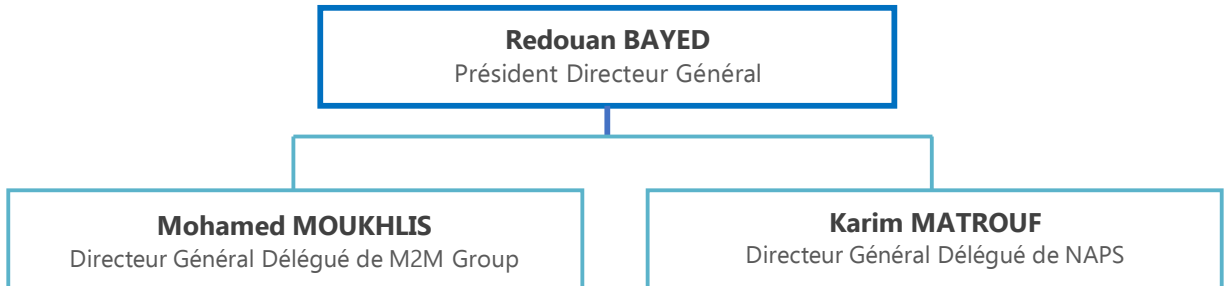 Redouan BAYED
Président Directeur Général
Mohamed MOUKHLIS
Directeur Général Délégué de M2M Group
Karim MATROUF
Directeur Général Délégué de NAPS